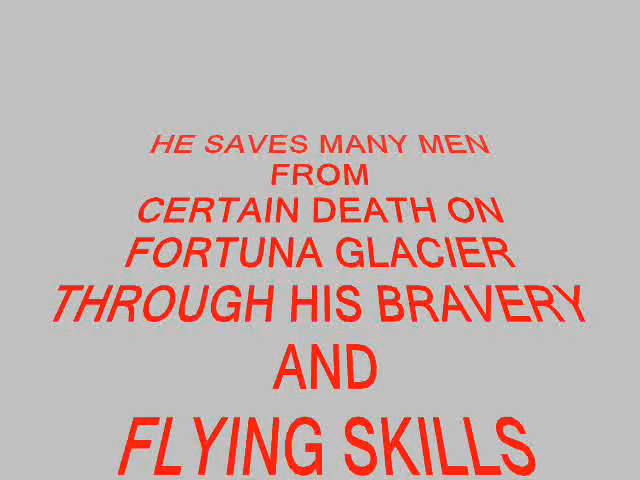 HE SAVES MANY MEN
FROM
CERTAIN DEATH ON
FORTUNA GLACIER
THROUGH HIS BRAVERY
AND
FLYING SKILLS